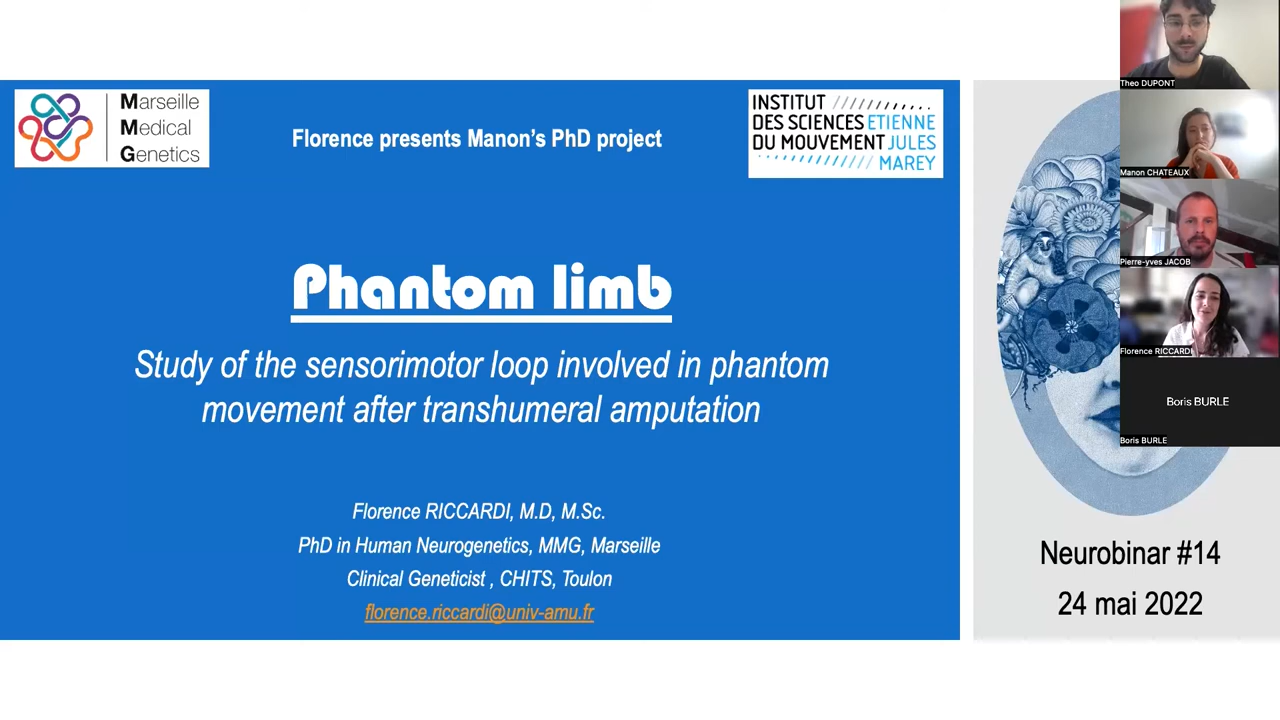 Marseille
Medical
Genetics
Florence presents Manon's PhD project
INSTITUT
DES SCIENCES ETIENNE
DU MOUVEMENT JULES
MAREY
Phantom limb
Study of the sensorimotor loop involved in phantom
movement after transhumeral amputation
Florence RICCARDI, M.D, M.Sc.
PhD in Human Neurogenetics, MMG, Marseille
Clinical Geneticist , CHITS, Toulon
florence.riccardi@univ-amu.fr
Neurobinar #14
24 mai 2022
Theo DUPONT
Manon CHATEAUX
Pierre-yves JACOB
Florence RICCARDI
Boris BURLE
Boris BURLE